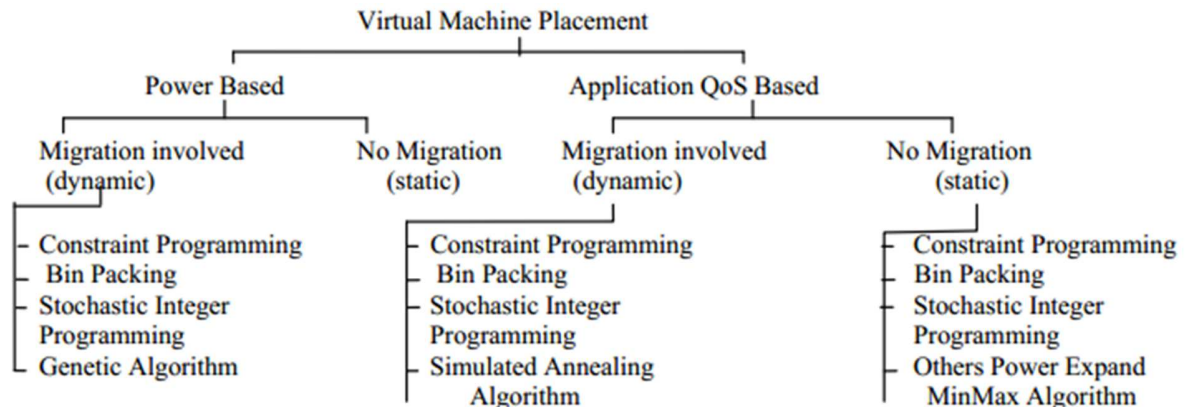 Virtual Machine Placement
Power Based
Application QoS Based
Migration involved
(dynamic)
No Migration
(static)
Migration involved
(dynamic)
No Migration
(static)
Constraint Programming
Bin Packing
Stochastic Integer
Programming
Genetic Algorithm
Constraint Programming
Bin Packing
Stochastic Integer
Programming
Simulated Annealing
Algorithm
Constraint Programming
Bin Packing
Stochastic Integer
Programming
Others Power Expand
MinMax Algorithm